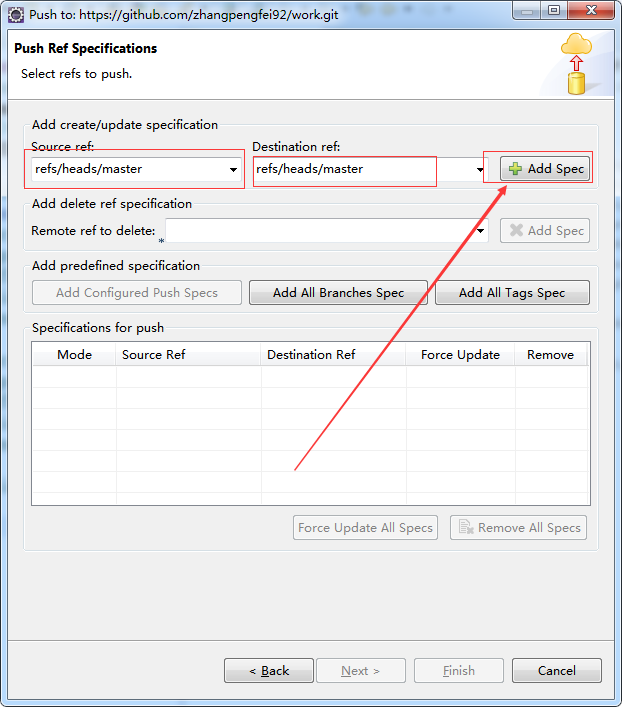 Push to: https://github.com/zhangpengfei92/work.git
Push Ref Specifications
Select refs to push.
Add create/update specification
Source ref: Destination ref:
refs/heads/master refs/heads/master Add Spec
Add delete ref specification
Remote ref to delete: Add Spec
*
Add predefined specification
Add Configured Push Specs Add All Branches Spec Add All Tags Spec
Specifications for push
Mode Source Ref Destination Ref Force Update Remove
Force Update All Specs Remove All Specs
< Back Next > Finish Cancel